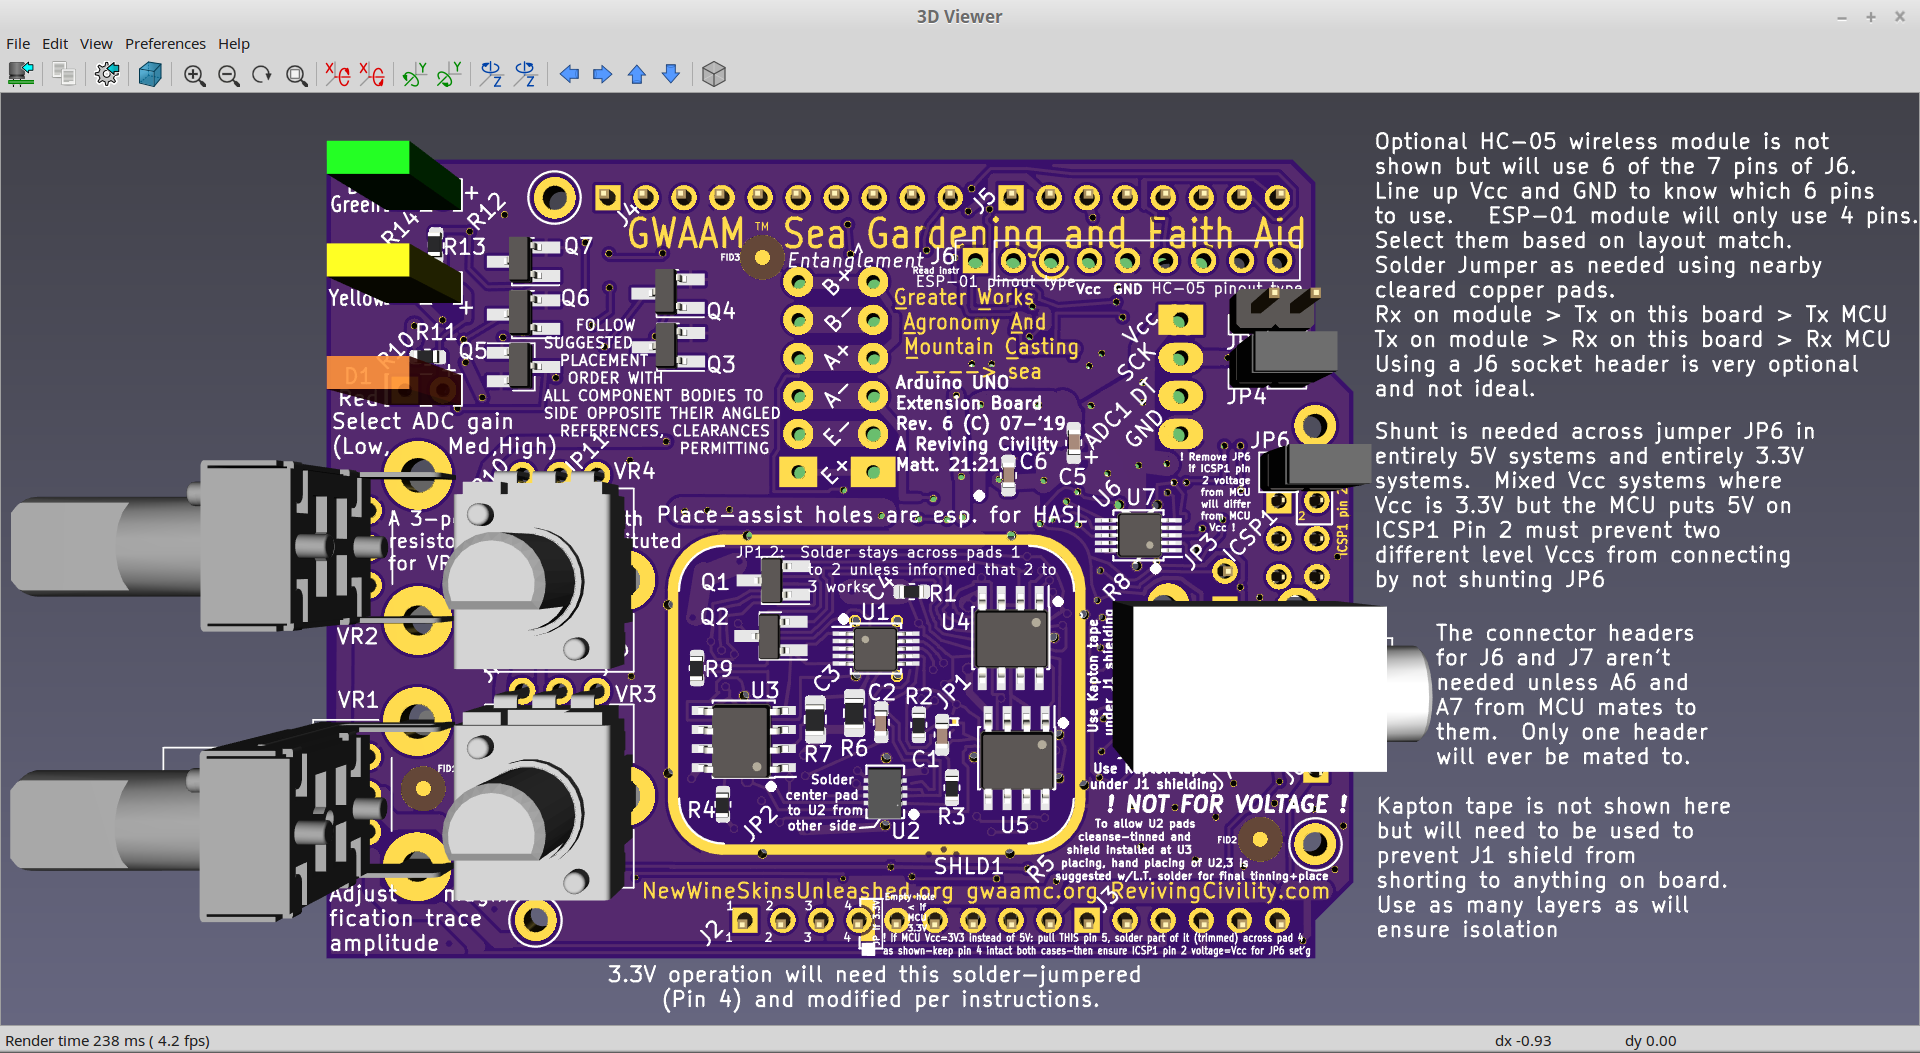 3D Viewer
File Edit View Preferences Help
Green
+
R14
R12
R13
Q7
J4
J5
GWAAM™ Sea Gardening and Faith Aid
FID3
Entanglement
J6
Read Instr
ESP-01 pinout type
Vcc GND
HC-05 pinout type
Yellow
+
Q6
Q4
R11
R10
Q5
Q3
D1
Red
FOLLOW
SUGGESTED
PLACEMENT
ORDER WITH
ALL COMPONENT BODIES TO
SIDE OPPOSITE THEIR ANGLED
REFERENCES, CLEARANCES
PERMITTING
B+
B-
A+
A-
E-
E+
Greater Works
Agronomy And
Mountain Casting
-----> sea
Arduino UNO
Extension Board
Rev. 6 (C) 07-'19
A Reviving Civility
Matt. 21:21
Vcc
SCK
DT
GND
ADC1
JP4
JP6
C6
C5
+
! Remove JP6
if ICSP1 pin
2 voltage
from MCU
will differ
from MCU
Vcc !
Select ADC gain
(Low, Med,High)
JP11
VR4
U6
U7
ICSP1
2
ICSP1 pin 2
JP3
R8
Place-assist holes are esp. for HASL
A 3-p
resisto
for VR
VR2
VR1
VR3
FID1
JP1,2: Solder stays across pads 1
to 2 unless informed that 2 to
3 works
Q1
Q2
C4
R1
U1
U4
R9
U3
C3
C2
R2
JP1
R7
R6
C1
R4
JP2
Solder
center pad
to U2 from
other side
U2
R3
U5
Use Kapton tape
under J1 shielding)
Use Kapton tape
under J1 shielding)
! NOT FOR VOLTAGE !
To allow U2 pads
cleanse-tinned and
shield installed at U3
placing, hand placing of U2,3 is
suggested w/L.T. solder for final tinning+place
FID2
SHLD1
R5
Adjust magni-
fication trace
amplitude
NewWineSkinsUnleashed.org gwaamc.org RevivingCivility.com
J2
J3
1 2 3 4
1 2 3 4
Empty hole
< if
MCU
3.3V
! If MCU Vcc=3V3 instead of 5V: pull THIS pin 5, solder part of it (trimmed) across pad 4
as shown-keep pin 4 intact both cases-then ensure ICSP1 pin 2 voltage=Vcc for JP6 set'g
3.3V operation will need this solder-jumpered
(Pin 4) and modified per instructions.
Optional HC-05 wireless module is not
shown but will use 6 of the 7 pins of J6.
Line up Vcc and GND to know which 6 pins
to use. ESP-01 module will only use 4 pins.
Select them based on layout match.
Solder Jumper as needed using nearby
cleared copper pads.
Rx on module > Tx on this board > Tx MCU
Tx on module > Rx on this board > Rx MCU
Using a J6 socket header is very optional
and not ideal.
Shunt is needed across jumper JP6 in
entirely 5V systems and entirely 3.3V
systems. Mixed Vcc systems where
Vcc is 3.3V but the MCU puts 5V on
ICSP1 Pin 2 must prevent two
different level Vccs from connecting
by not shunting JP6
The connector headers
for J6 and J7 aren't
needed unless A6 and
A7 from MCU mates to
them. Only one header
will ever be mated to.
Kapton tape is not shown here
but will need to be used to
prevent J1 shield from
shorting to anything on board.
Use as many layers as will
ensure isolation
Render time 238 ms ( 4.2 fps)
dx -0.93
dy 0.00